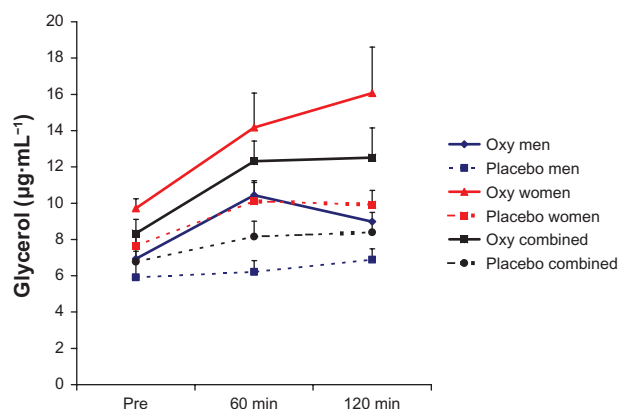 20
18
16
14
12
10
8
6
4
2
0
Glycerol (µg·mL⁻¹)
Pre
60 min
120 min
Oxy men
Placebo men
Oxy women
Placebo women
Oxy combined
Placebo combined